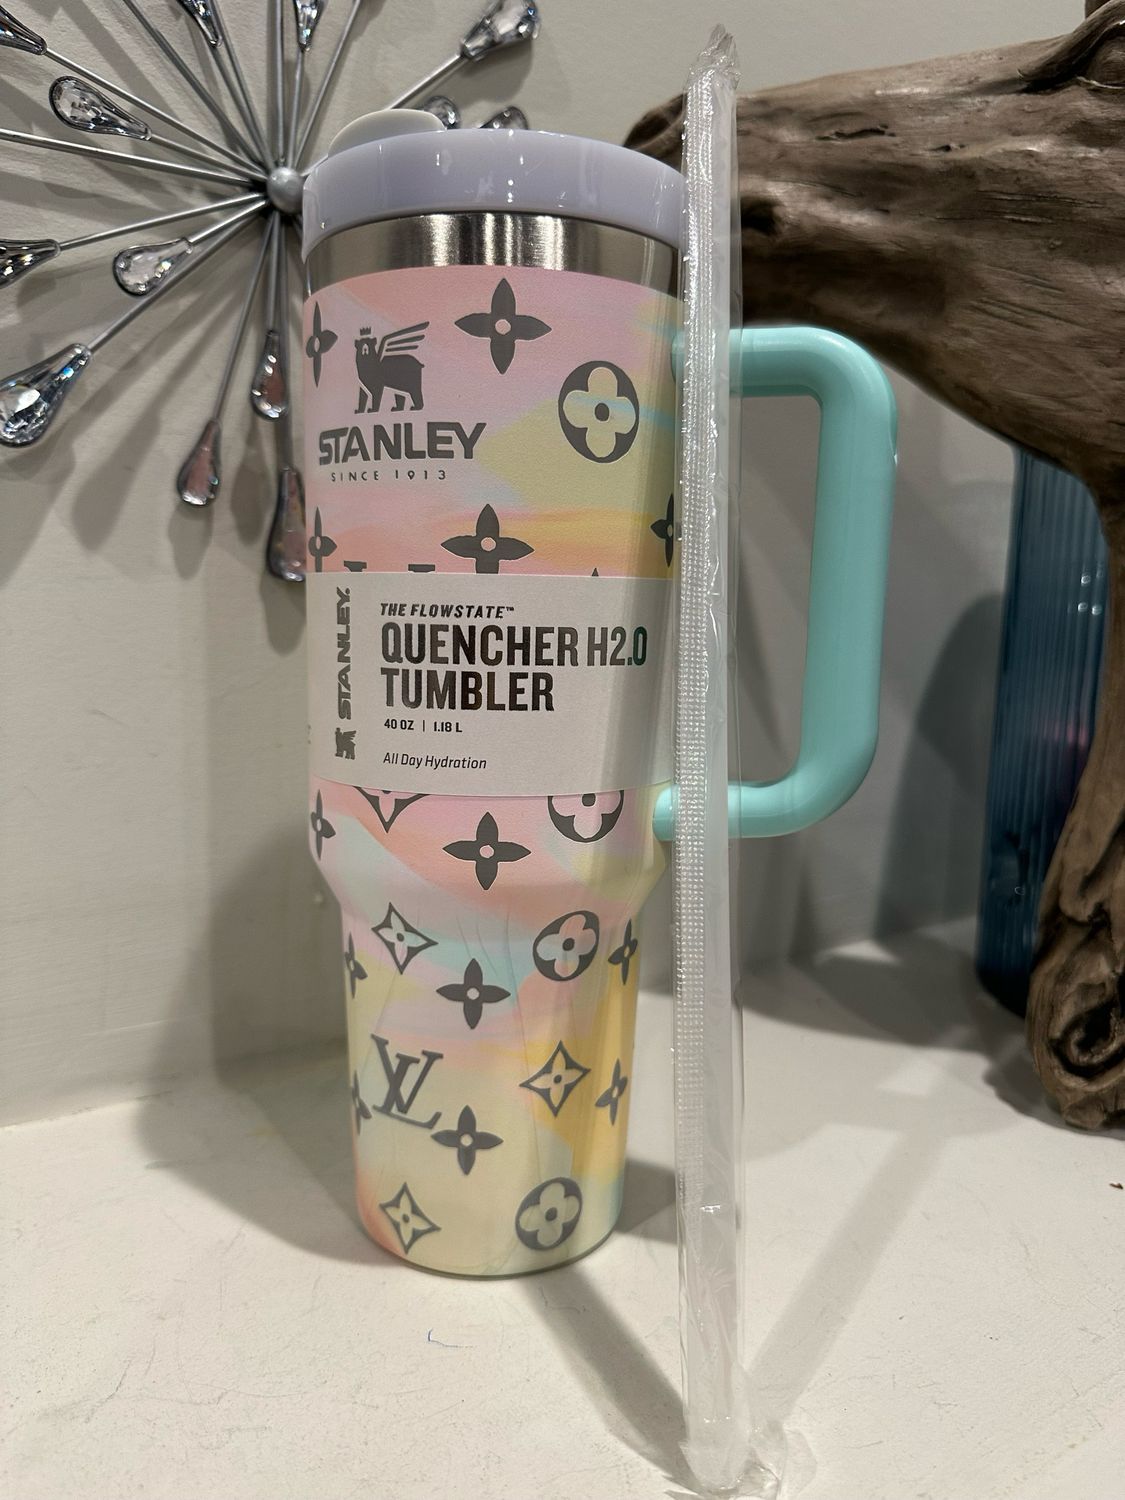 STANLEY
SINCE 1913
STANLEY.
THE FLOWSTATE™
QUENCHER H2.0
TUMBLER
40 OZ | 1.18 L
All Day Hydration
LV